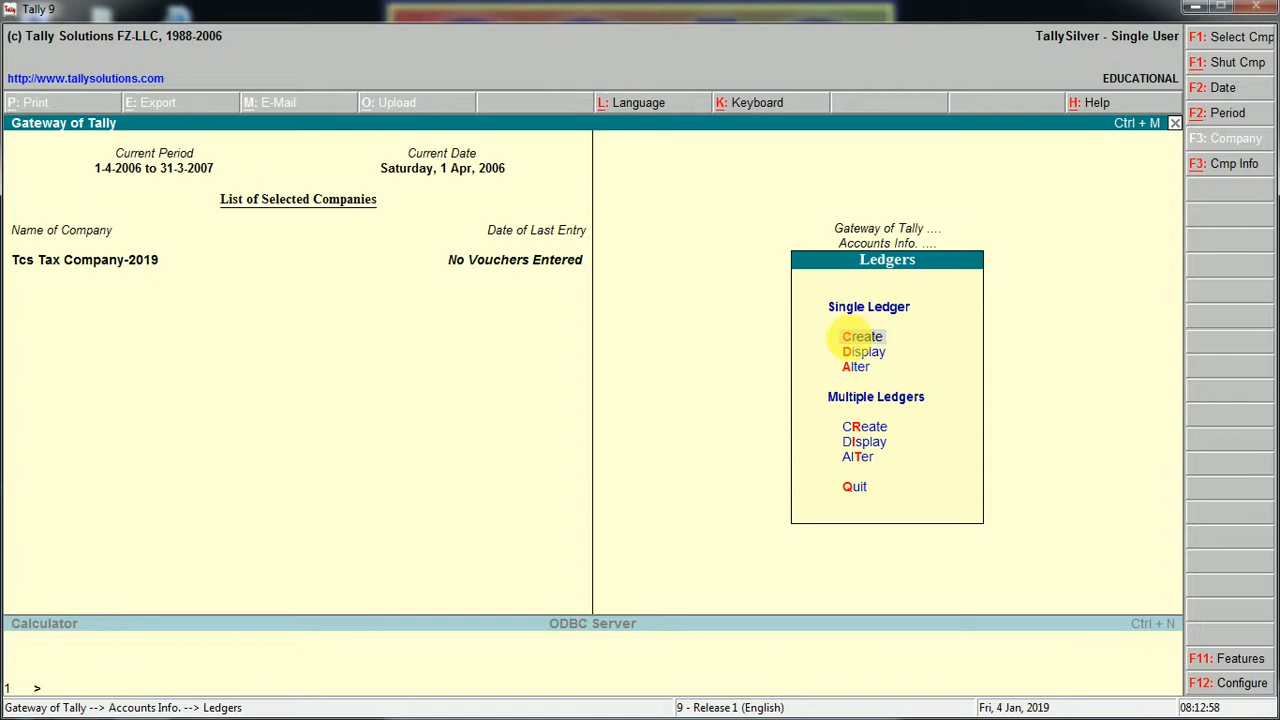 Tally 9
(c) Tally Solutions FZ-LLC, 1988-2006
TallySilver - Single User
http://www.tallysolutions.com
EDUCATIONAL
P: Print
E: Export
M: E-Mail
O: Upload
L: Language
K: Keyboard
H: Help
Gateway of Tally
Ctrl + M
Current Period
1-4-2006 to 31-3-2007
Current Date
Saturday, 1 Apr, 2006
List of Selected Companies
Name of Company
Date of Last Entry
Tcs Tax Company-2019
No Vouchers Entered
Gateway of Tally ....
Accounts Info. ....
Ledgers
Single Ledger
Create
Display
Alter
Multiple Ledgers
CReate
DIsplay
AlTer
Quit
F1: Select Cmp
F1: Shut Cmp
F2: Date
F2: Period
F3: Company
F3: Cmp Info
F11: Features
F12: Configure
Calculator
ODBC Server
Ctrl + N
1 >
Gateway of Tally --> Accounts Info. --> Ledgers
9 - Release 1 (English)
Fri, 4 Jan, 2019
08:12:58